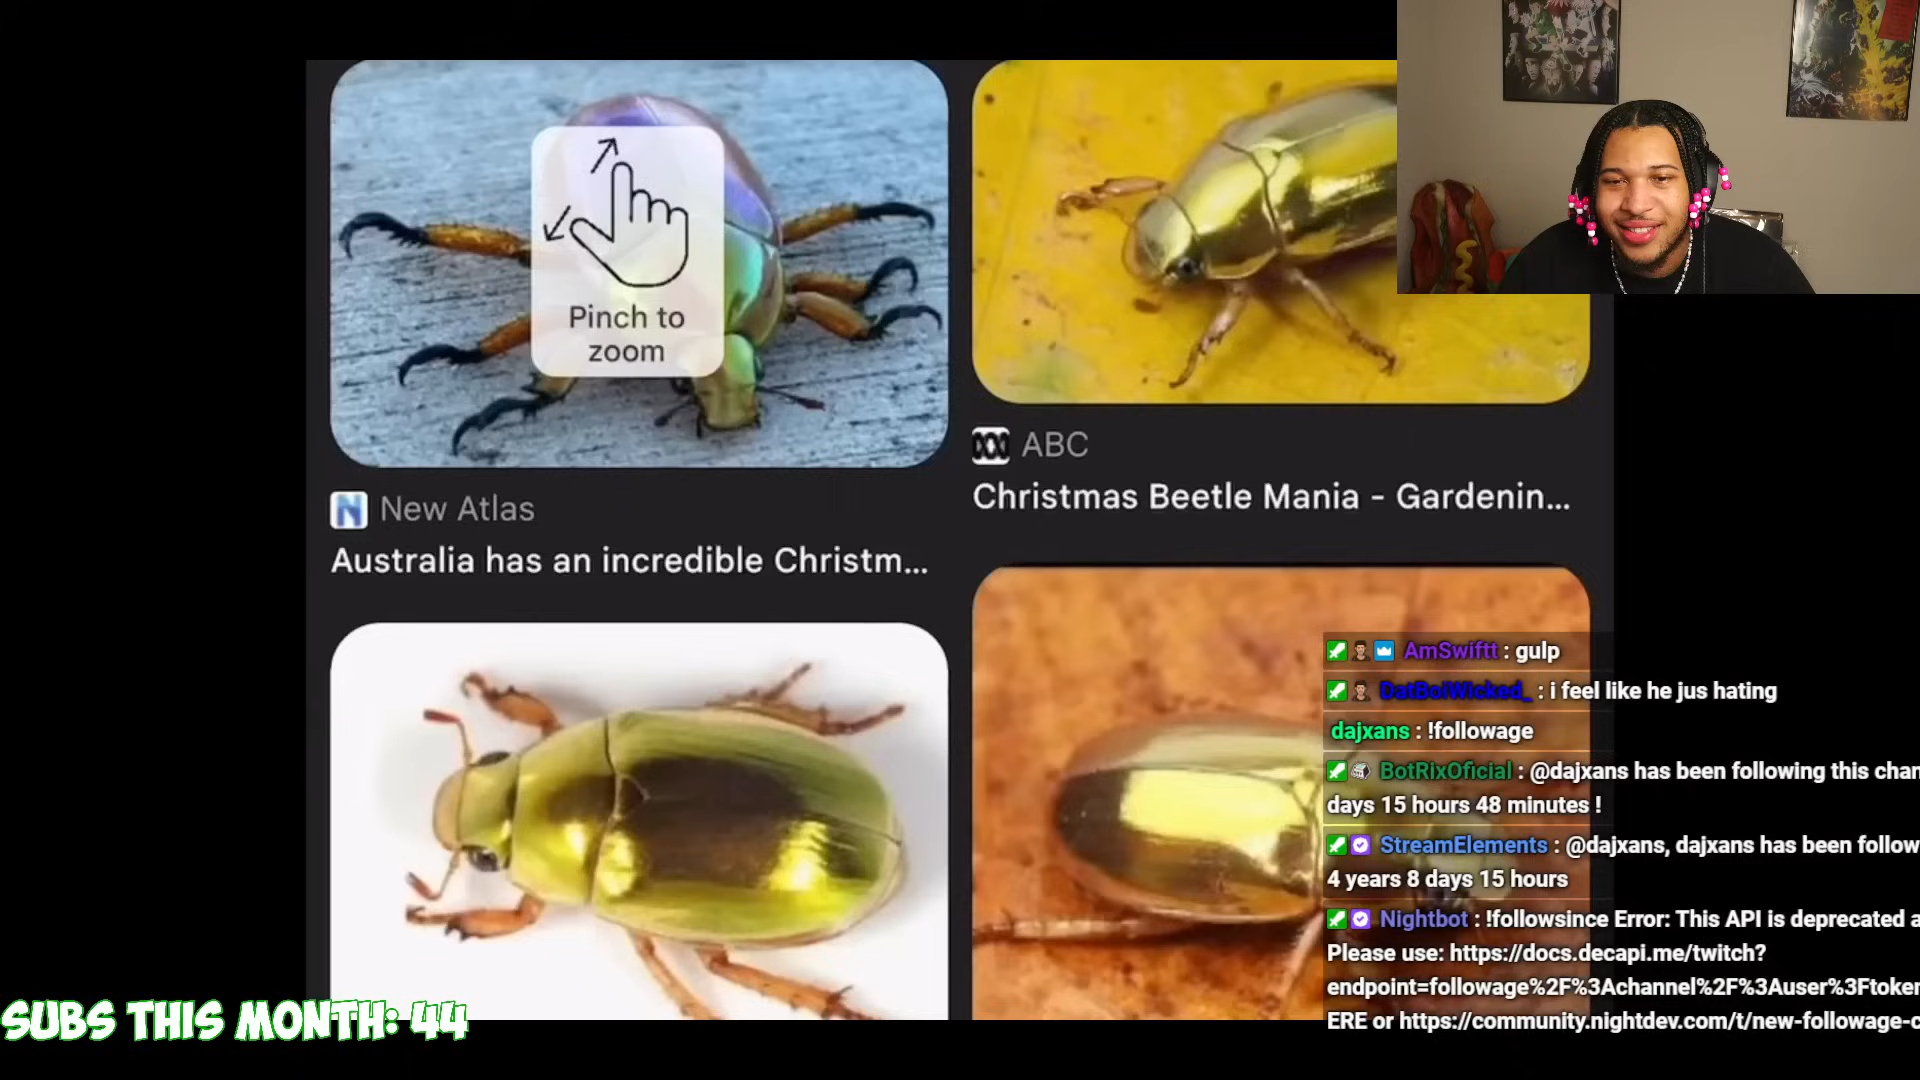 Pinch to
zoom
ABC
Christmas Beetle Mania - Gardenin...
New Atlas
Australia has an incredible Christm...
AmSwiftt : gulp
DatBoiWicked_ : i feel like he jus hating
dajxans : !followage
BotRixOficial : @dajxans has been following this chan
days 15 hours 48 minutes !
StreamElements : @dajxans, dajxans has been follow
4 years 8 days 15 hours
Nightbot : !followsince Error: This API is deprecated a
Please use: https://docs.decapi.me/twitch?
endpoint=followage%2F%3Achannel%2F%3Auser%3Ftoken
ERE or https://community.nightdev.com/t/new-followage-c
SUBS THIS MONTH: 44